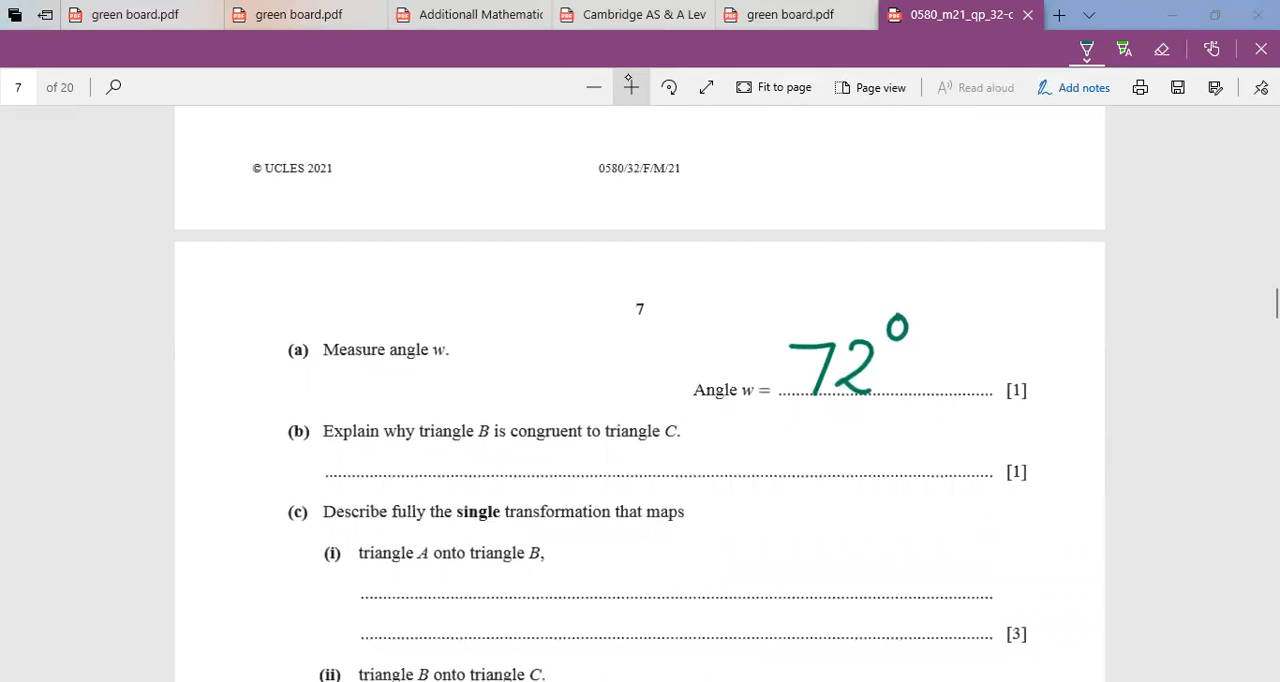 green board.pdf green board.pdf Additionall Mathematic Cambridge AS & A Lev green board.pdf 0580_m21_qp_32-c
7 of 20 Fit to page Page view Read aloud Add notes
© UCLES 2021 0580/32/F/M/21
7
(a) Measure angle w.
Angle w = 72° [1]
(b) Explain why triangle B is congruent to triangle C.
[1]
(c) Describe fully the single transformation that maps
(i) triangle A onto triangle B,
[3]
(ii) triangle B onto triangle C.